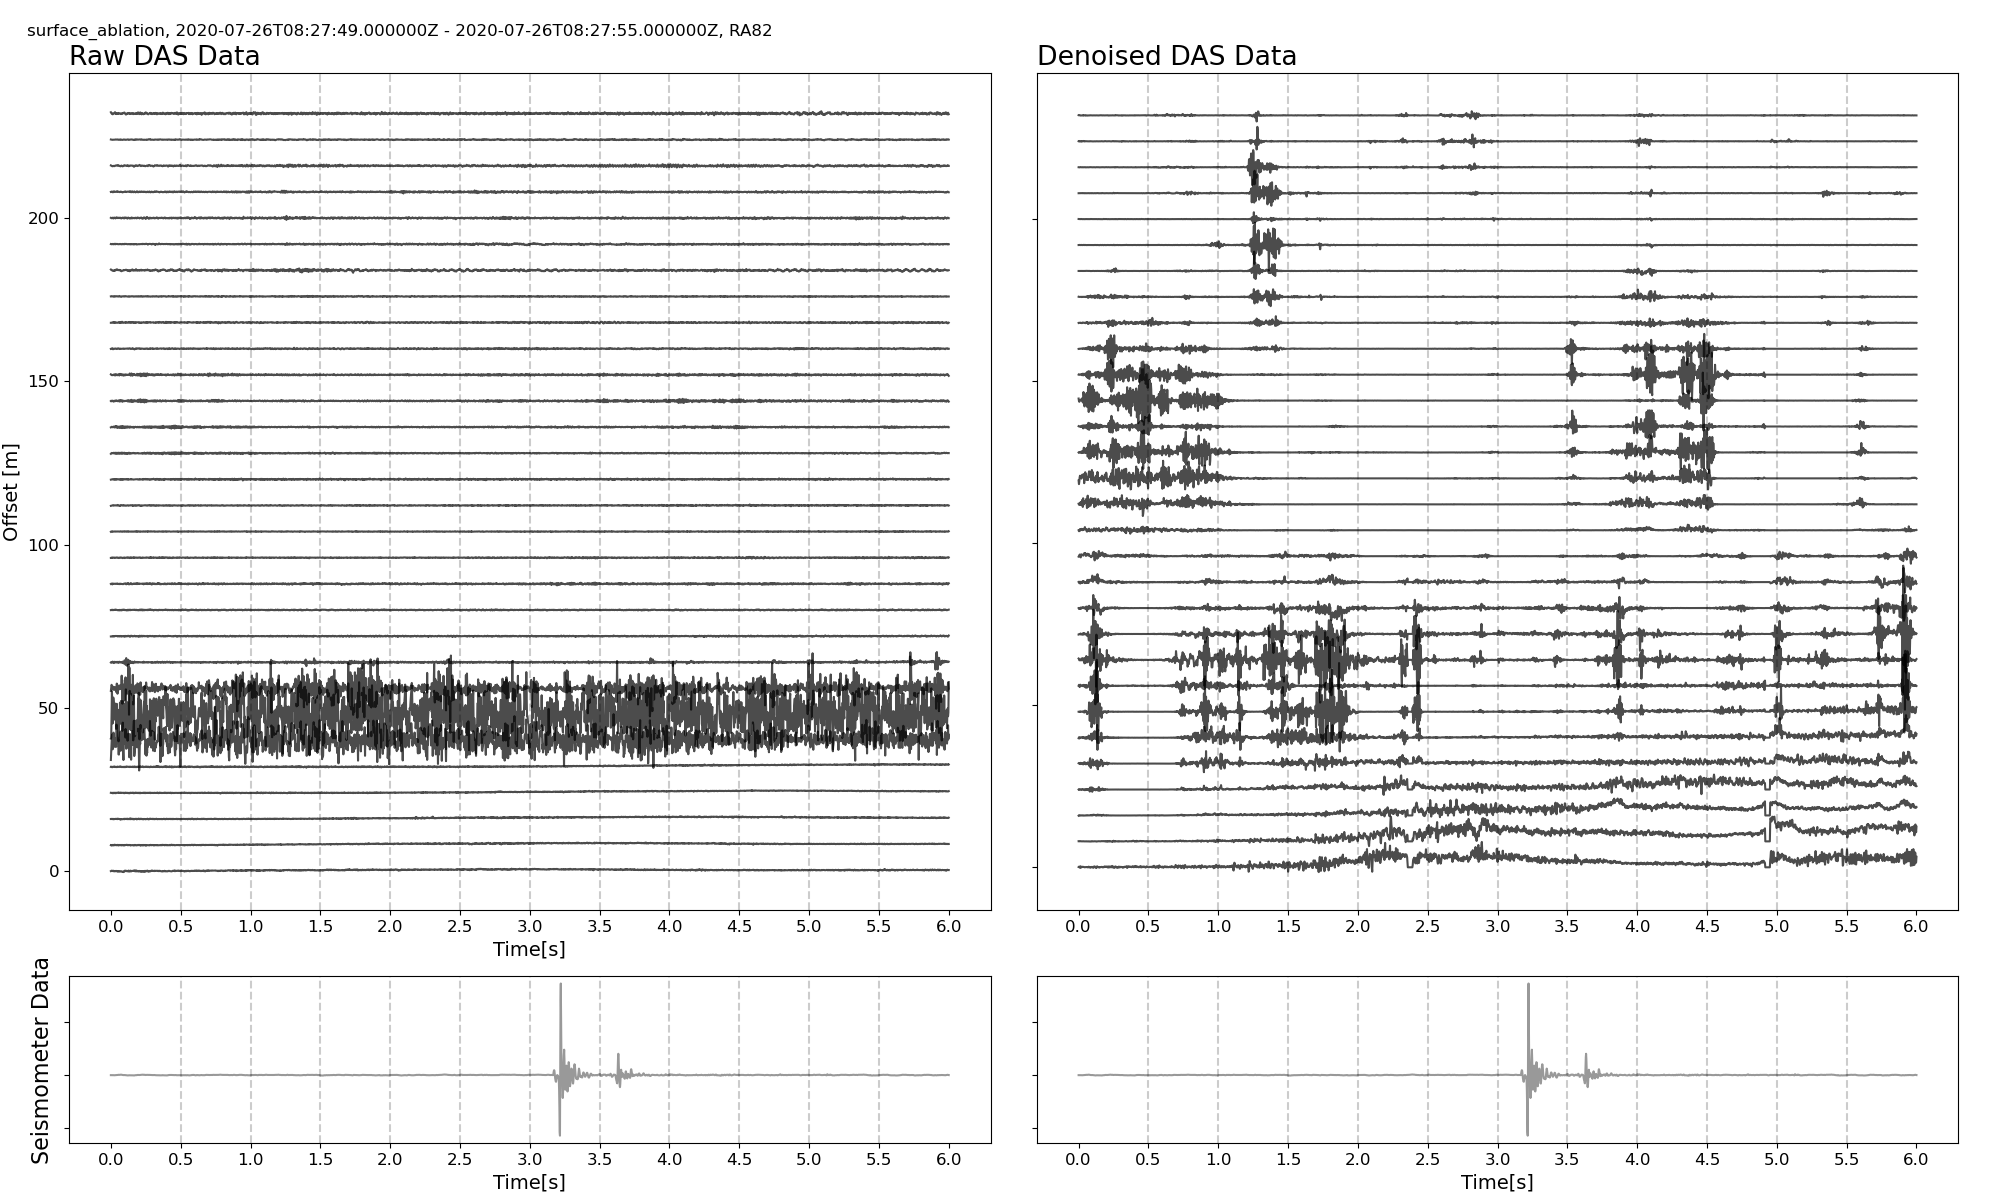 surface_ablation, 2020-07-26T08:27:49.000000Z - 2020-07-26T08:27:55.000000Z, RA82
Raw DAS Data
Denoised DAS Data
Offset [m]
200
150
100
50
0
0.0 0.5 1.0 1.5 2.0 2.5 3.0 3.5 4.0 4.5 5.0 5.5 6.0
Time[s]
0.0 0.5 1.0 1.5 2.0 2.5 3.0 3.5 4.0 4.5 5.0 5.5 6.0
Seismometer Data
0.0 0.5 1.0 1.5 2.0 2.5 3.0 3.5 4.0 4.5 5.0 5.5 6.0
Time[s]
0.0 0.5 1.0 1.5 2.0 2.5 3.0 3.5 4.0 4.5 5.0 5.5 6.0
Time[s]